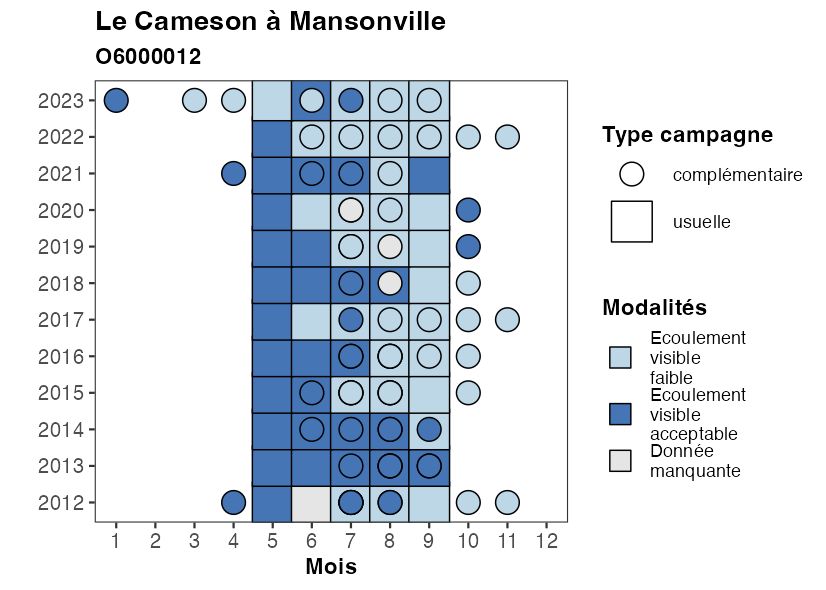 Le Cameson à Mansonville
O6000012
2023
2022
2021
2020
2019
2018
2017
2016
2015
2014
2013
2012
1 2 3 4 5 6 7 8 9 10 11 12
Mois
Type campagne
complémentaire
usuelle
Modalités
Ecoulement
visible
faible
Ecoulement
visible
acceptable
Donnée
manquante